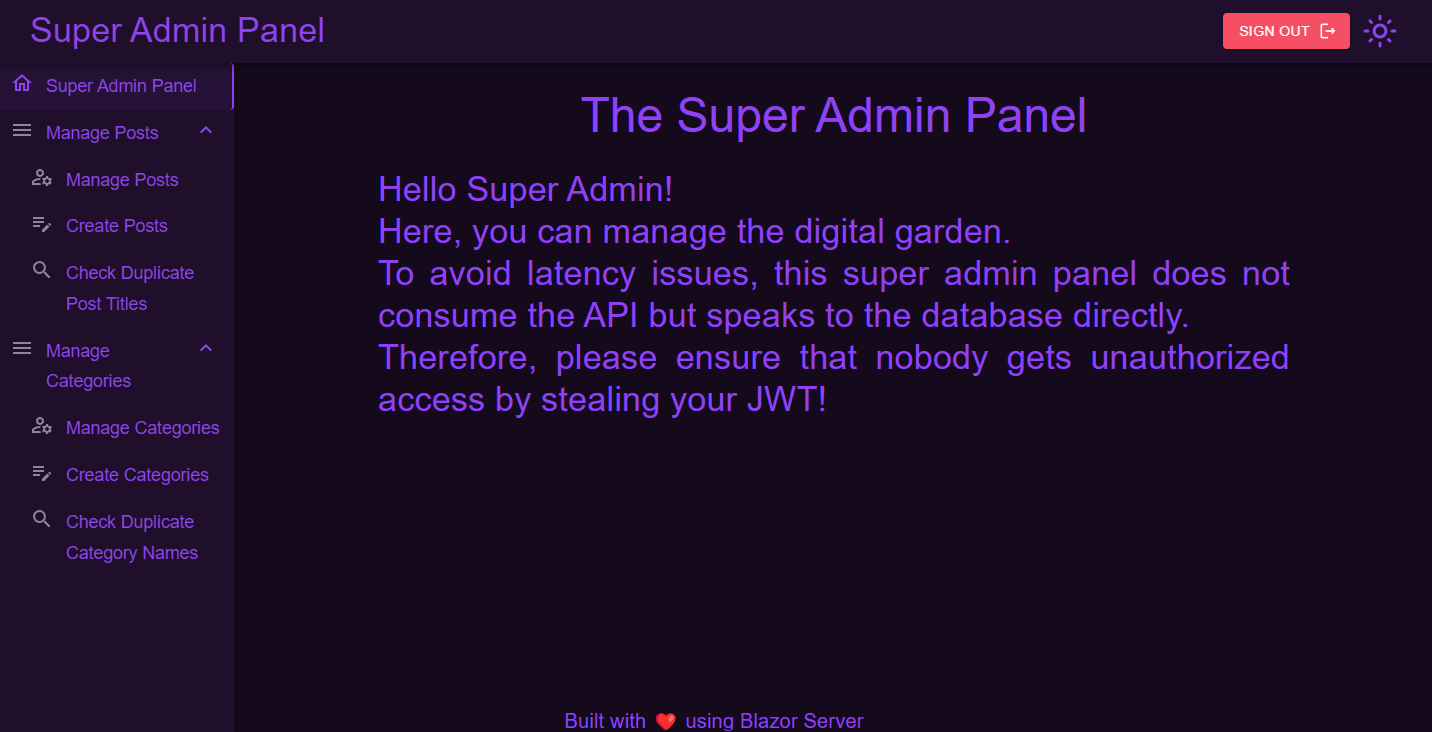 Super Admin Panel
SIGN OUT
Super Admin Panel
Manage Posts
Manage Posts
Create Posts
Check Duplicate
Post Titles
Manage
Categories
Manage Categories
Create Categories
Check Duplicate
Category Names
The Super Admin Panel
Hello Super Admin!
Here, you can manage the digital garden.
To avoid latency issues, this super admin panel does not
consume the API but speaks to the database directly.
Therefore, please ensure that nobody gets unauthorized
access by stealing your JWT!
Built with ❤️ using Blazor Server